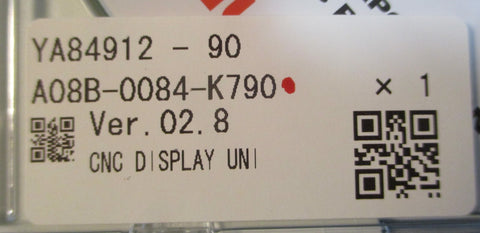 YA84912 - 90
A08B-0084-K790
× 1
Ver.02.8
CNC DISPLAY UNI